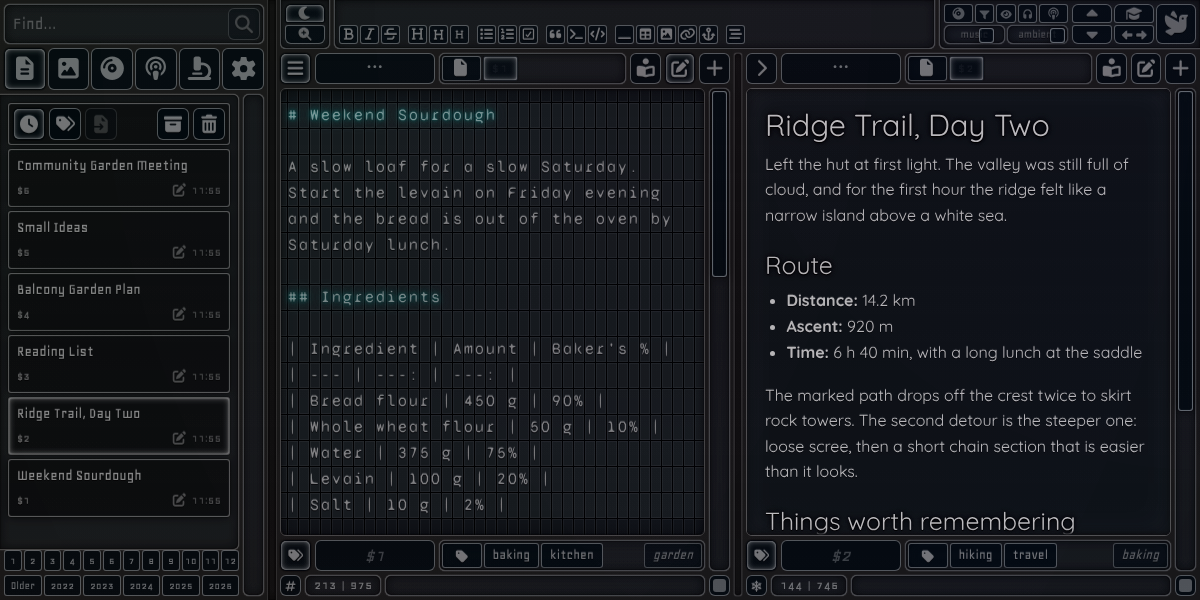 Find...
music
ambient
B I S H H H
...
...
Community Garden Meeting
$6 11:55
Small Ideas
$5 11:55
Balcony Garden Plan
$4 11:55
Reading List
$3 11:55
Ridge Trail, Day Two
$2 11:55
Weekend Sourdough
$1 11:55
1 2 3 4 5 6 7 8 9 10 11 12
Older 2022 2023 2024 2025 2026
# Weekend Sourdough
A slow loaf for a slow Saturday.
Start the levain on Friday evening
and the bread is out of the oven by
Saturday lunch.
## Ingredients
| Ingredient | Amount | Baker's % |
| --- | ---: | ---: |
| Bread flour | 450 g | 90% |
| Whole wheat flour | 50 g | 10% |
| Water | 375 g | 75% |
| Levain | 100 g | 20% |
| Salt | 10 g | 2% |
$1
baking kitchen
garden
# 213 | 975
Ridge Trail, Day Two
Left the hut at first light. The valley was still full of
cloud, and for the first hour the ridge felt like a
narrow island above a white sea.
Route
• Distance: 14.2 km
• Ascent: 920 m
• Time: 6 h 40 min, with a long lunch at the saddle
The marked path drops off the crest twice to skirt
rock towers. The second detour is the steeper one:
loose scree, then a short chain section that is easier
than it looks.
Things worth remembering
$2
hiking travel
baking
144 | 746